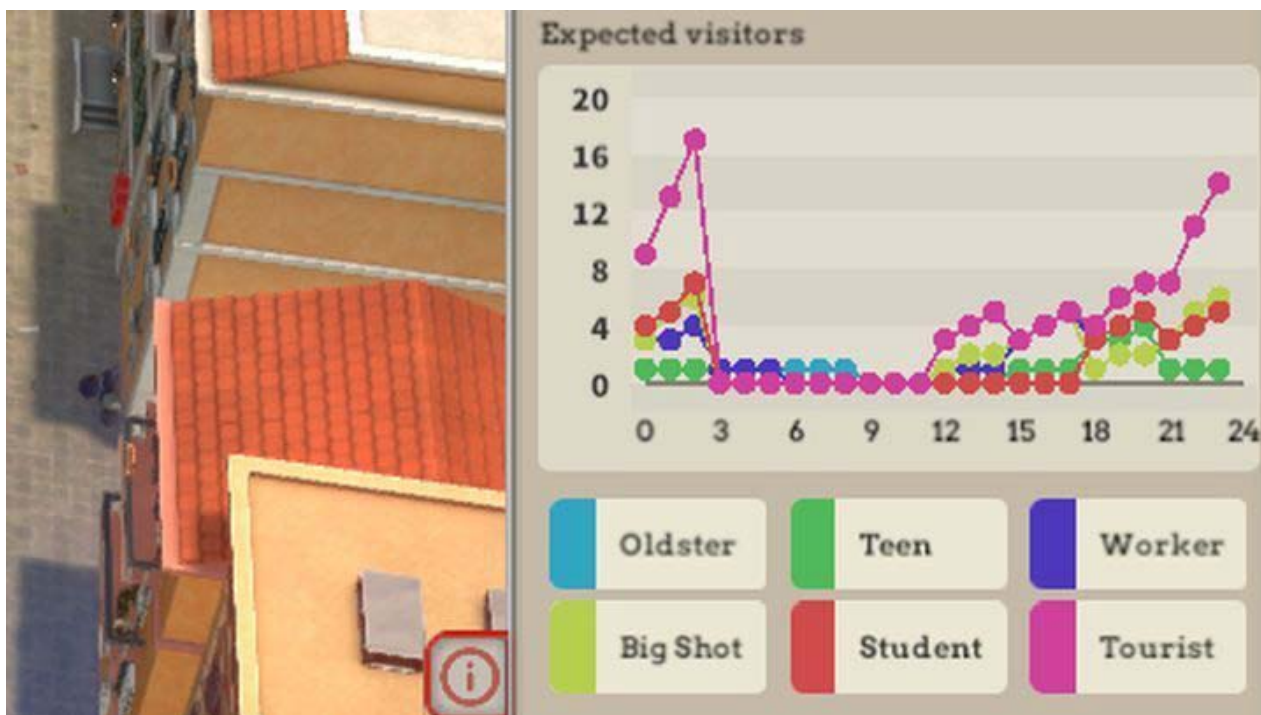 Expected visitors
20
16
12
8
4
0
0 3 6 9 12 15 18 21 24
Oldster Teen Worker
Big Shot Student Tourist
i